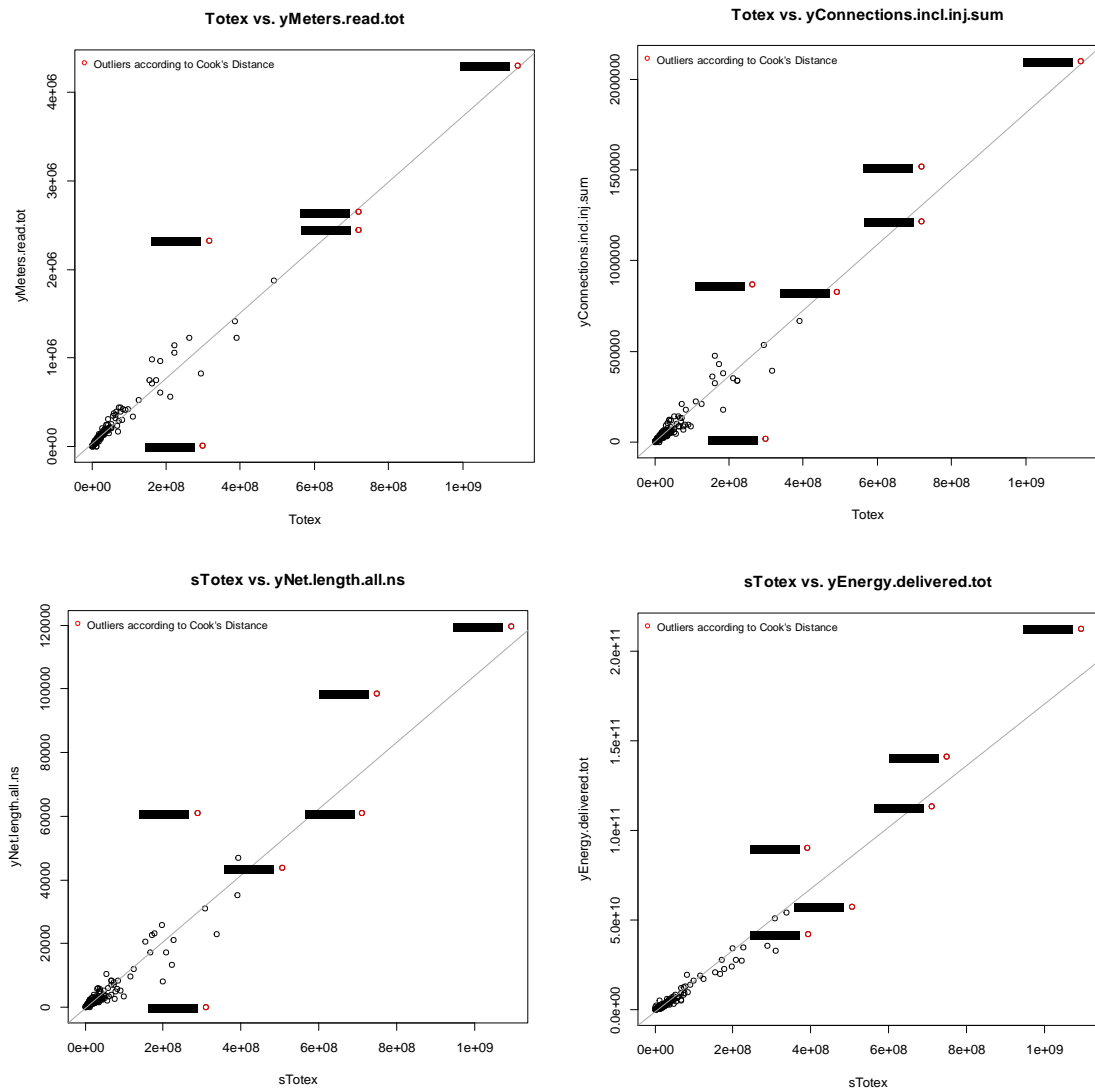 Totex vs. yMeters.read.tot
Outliers according to Cook's Distance
yMeters.read.tot
0e+00 1e+06 2e+06 3e+06 4e+06
0e+00 2e+08 4e+08 6e+08 8e+08 1e+09
Totex
Totex vs. yConnections.incl.inj.sum
Outliers according to Cook's Distance
yConnections.incl.inj.sum
0 500000 1000000 1500000 2000000
0e+00 2e+08 4e+08 6e+08 8e+08 1e+09
Totex
sTotex vs. yNet.length.all.ns
Outliers according to Cook's Distance
yNet.length.all.ns
0 20000 40000 60000 80000 100000 120000
0e+00 2e+08 4e+08 6e+08 8e+08 1e+09
sTotex
sTotex vs. yEnergy.delivered.tot
Outliers according to Cook's Distance
yEnergy.delivered.tot
0.0e+00 5.0e+10 1.0e+11 1.5e+11 2.0e+11
0e+00 2e+08 4e+08 6e+08 8e+08 1e+09
sTotex